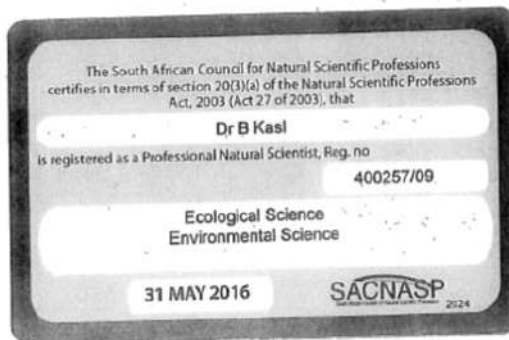 The South African Council for Natural Scientific Professions
certifies in terms of section 20(3)(a) of the Natural Scientific Professions
Act, 2003 (Act 27 of 2003), that
Dr B Kasl
is registered as a Professional Natural Scientist, Reg. no
400257/09
Ecological Science
Environmental Science
31 MAY 2016
SACNASP
2024